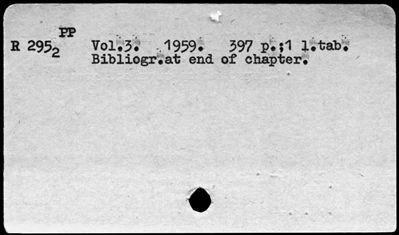 PP
R 295₂ Vol.3. 1959. 397 p.;1 l.tab.
Bibliogr.at end of chapter.